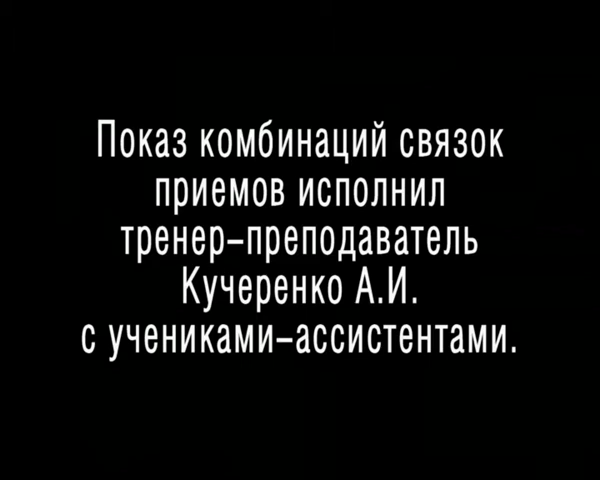 Показ комбинаций связок
приемов исполнил
тренер-преподаватель
Кучеренко А.И.
с учениками-ассистентами.